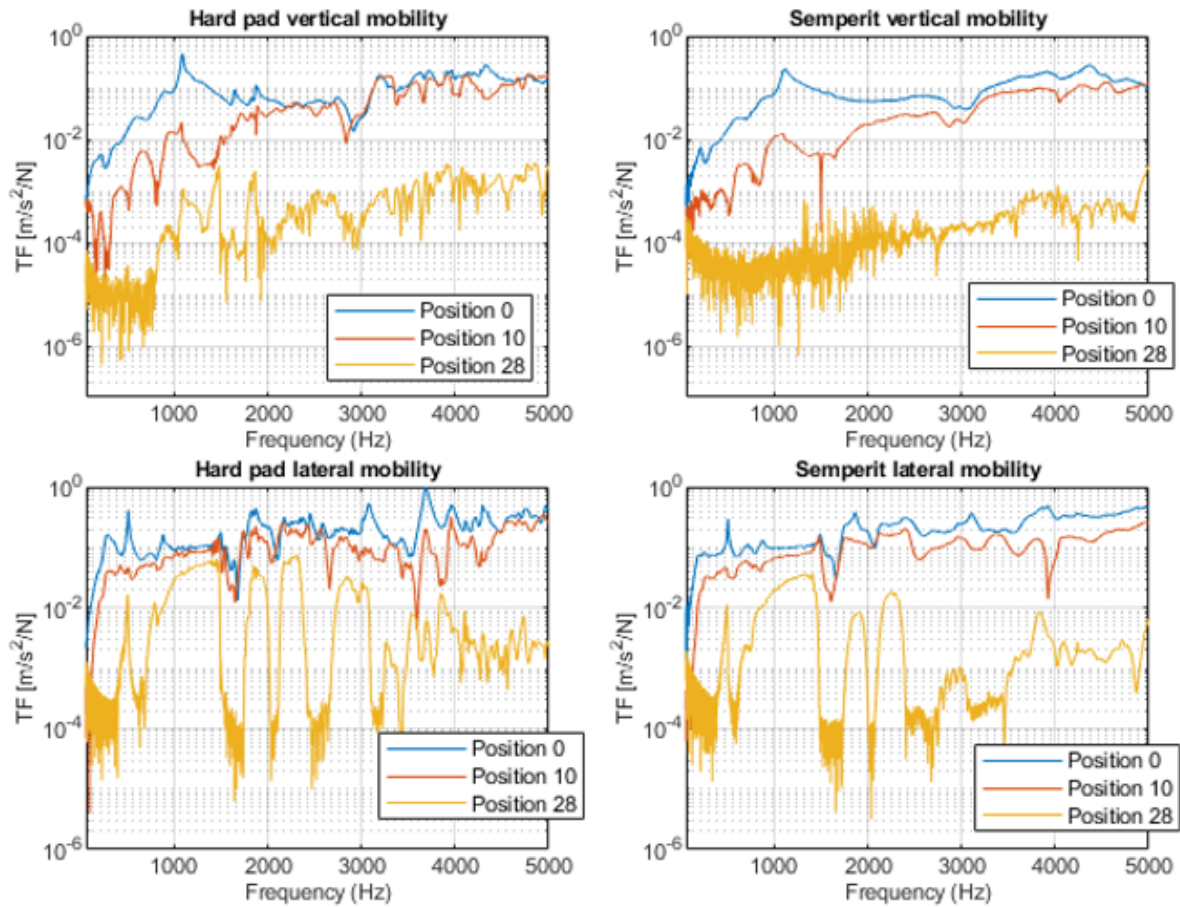 Hard pad vertical mobility
10^0
10^-2
10^-4
10^-6
TF [m/s^2/N]
Position 0
Position 10
Position 28
1000 2000 3000 4000 5000
Frequency (Hz)
Semperit vertical mobility
10^0
10^-2
10^-4
10^-6
TF [m/s^2/N]
Position 0
Position 10
Position 28
1000 2000 3000 4000 5000
Frequency (Hz)
Hard pad lateral mobility
10^0
10^-2
10^-4
10^-6
TF [m/s^2/N]
Position 0
Position 10
Position 28
1000 2000 3000 4000 5000
Frequency (Hz)
Semperit lateral mobility
10^0
10^-2
10^-4
10^-6
TF [m/s^2/N]
Position 0
Position 10
Position 28
1000 2000 3000 4000 5000
Frequency (Hz)